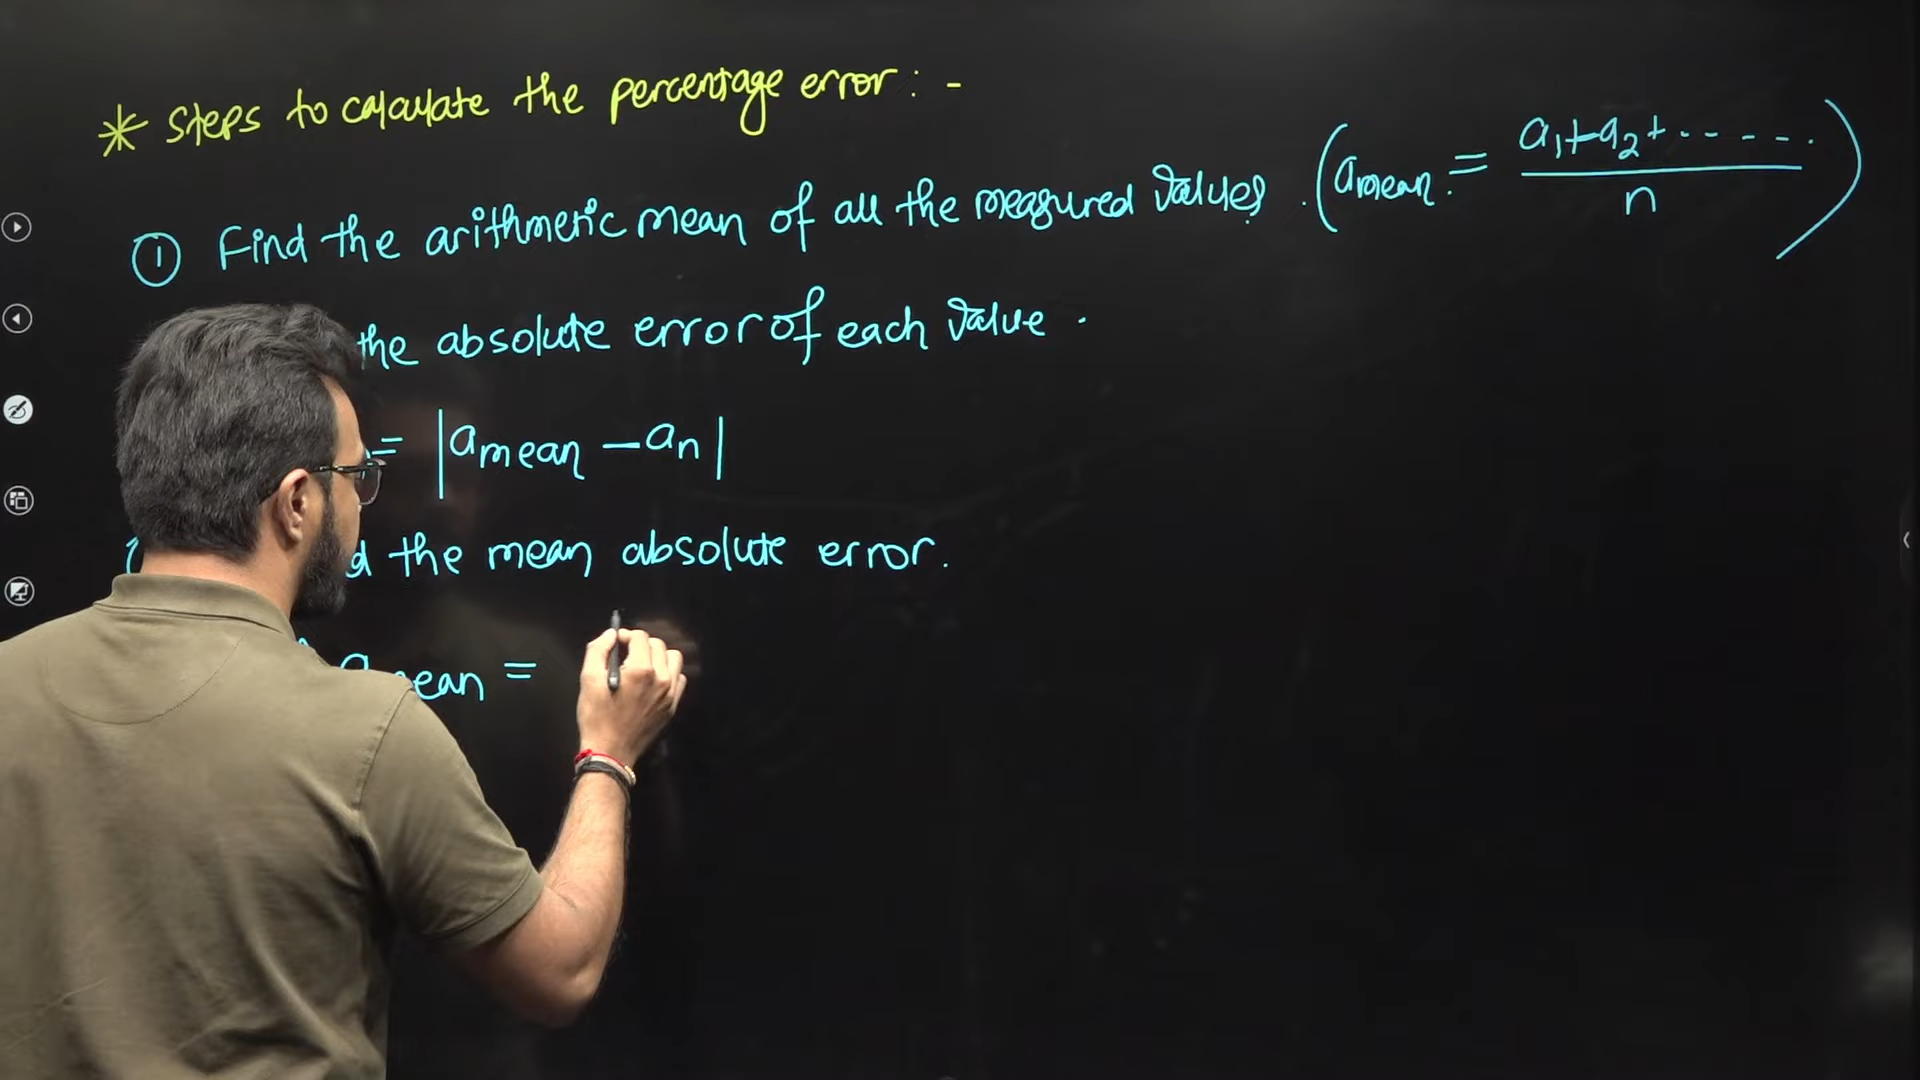 * Steps to calculate the percentage error : -
① Find the arithmetic mean of all the measured values . (amean = a1+a2+ ------ / n)
the absolute error of each value .
= |amean - an|
the mean absolute error.
amean =